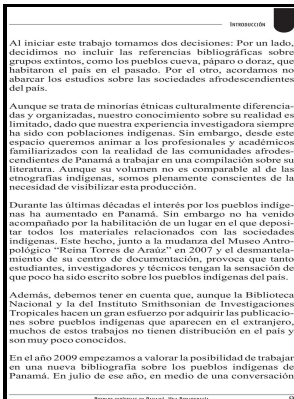 Introducción
Al iniciar este trabajo tomamos dos decisiones: Por un lado,
decidimos no incluir las referencias bibliográficas sobre
grupos extintos, como los pueblos cueva, páparo o doraz, que
habitaron el país en el pasado. Por el otro, acordamos no
abarcar los estudios sobre las sociedades afrodescendientes
del país.
Aunque se trata de minorías étnicas culturalmente diferencia-
das y organizadas, nuestro conocimiento sobre su realidad es
limitado, dado que nuestra experiencia investigadora siempre
ha sido con poblaciones indígenas. Sin embargo, desde este
espacio queremos animar a los profesionales y académicos
familiarizados con la realidad de las comunidades afrodes-
cendientes de Panamá a trabajar en una compilación sobre su
literatura. Aunque su volumen no es comparable al de las
etnografías indígenas, somos plenamente conscientes de la
necesidad de visibilizar esta producción.
Durante las últimas décadas el interés por los pueblos indíge-
nas ha aumentado en Panamá. Sin embargo no ha venido
acompañado por la habilitación de un lugar en el que deposi-
tar todos los materiales relacionados con las sociedades
indígenas. Este hecho, junto a la mudanza del Museo Antro-
pológico "Reina Torres de Araúz" en 2007 y el desmantela-
miento de su centro de documentación, provoca que tanto
estudiantes, investigadores y técnicos tengan la sensación de
que poco ha sido escrito sobre los pueblos indígenas del país.
Además, debemos tener en cuenta que, aunque la Biblioteca
Nacional y la del Instituto Smithsonian de Investigaciones
Tropicales hacen un gran esfuerzo por adquirir las publicacio-
nes sobre pueblos indígenas que aparecen en el extranjero,
muchos de estos trabajos no tienen distribución en el país y
son muy poco conocidos.
En el año 2009 empezamos a valorar la posibilidad de trabajar
en una nueva bibliografía sobre los pueblos indígenas de
Panamá. En julio de ese año, en medio de una conversación
Pueblos indígenas en Panamá: Una Bibliografía